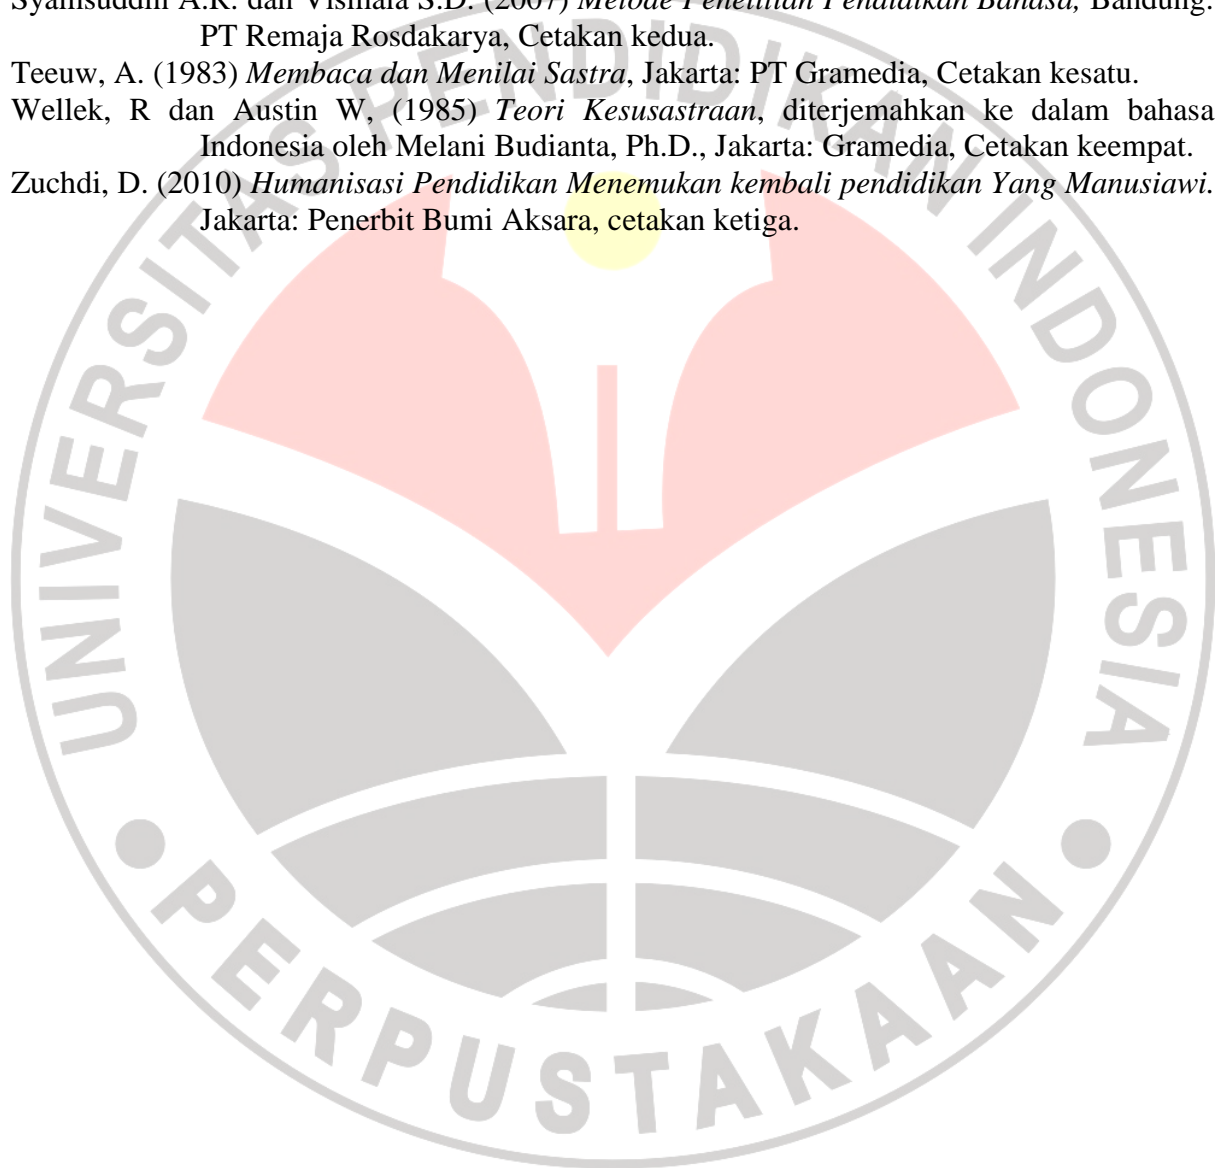 Syamsuddin A.R. dan Vismaia S.D. (2007) Metode Penelitian Pendidikan Bahasa, Bandung:
PT Remaja Rosdakarya, Cetakan kedua.
Teeuw, A. (1983) Membaca dan Menilai Sastra, Jakarta: PT Gramedia, Cetakan kesatu.
Wellek, R dan Austin W, (1985) Teori Kesusastraan, diterjemahkan ke dalam bahasa
Indonesia oleh Melani Budianta, Ph.D., Jakarta: Gramedia, Cetakan keempat.
Zuchdi, D. (2010) Humanisasi Pendidikan Menemukan kembali pendidikan Yang Manusiawi.
Jakarta: Penerbit Bumi Aksara, cetakan ketiga.
UNIVERSITAS PENDIDIKAN INDONESIA
PERPUSTAKAAN